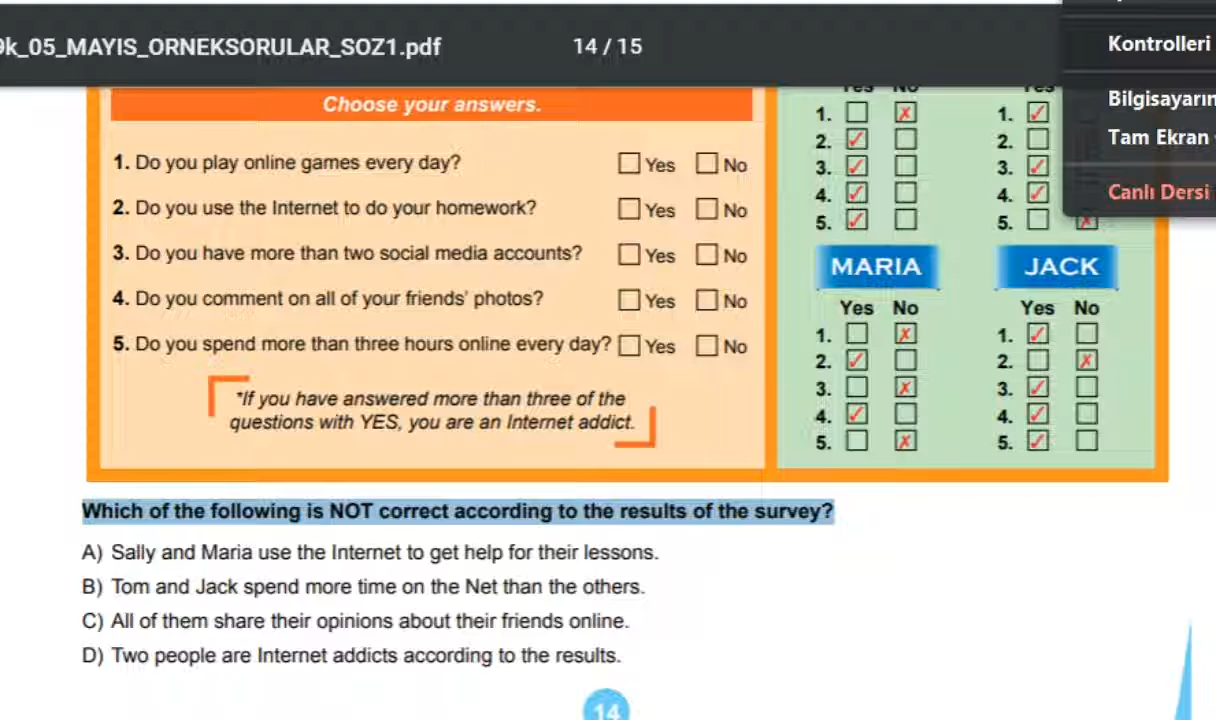 k_05_MAYIS_ORNEKSORULAR_SOZ1.pdf
14 / 15
Kontrolleri
Bilgisayarın
Tam Ekran
Canlı Dersi
Choose your answers.
1. Do you play online games every day? Yes No
2. Do you use the Internet to do your homework? Yes No
3. Do you have more than two social media accounts? Yes No
4. Do you comment on all of your friends' photos? Yes No
5. Do you spend more than three hours online every day? Yes No
*If you have answered more than three of the
questions with YES, you are an Internet addict.
Yes No Yes
1. 1.
2. 2.
3. 3.
4. 4.
5. 5.
MARIA JACK
Yes No Yes No
1. 1.
2. 2.
3. 3.
4. 4.
5. 5.
Which of the following is NOT correct according to the results of the survey?
A) Sally and Maria use the Internet to get help for their lessons.
B) Tom and Jack spend more time on the Net than the others.
C) All of them share their opinions about their friends online.
D) Two people are Internet addicts according to the results.
14